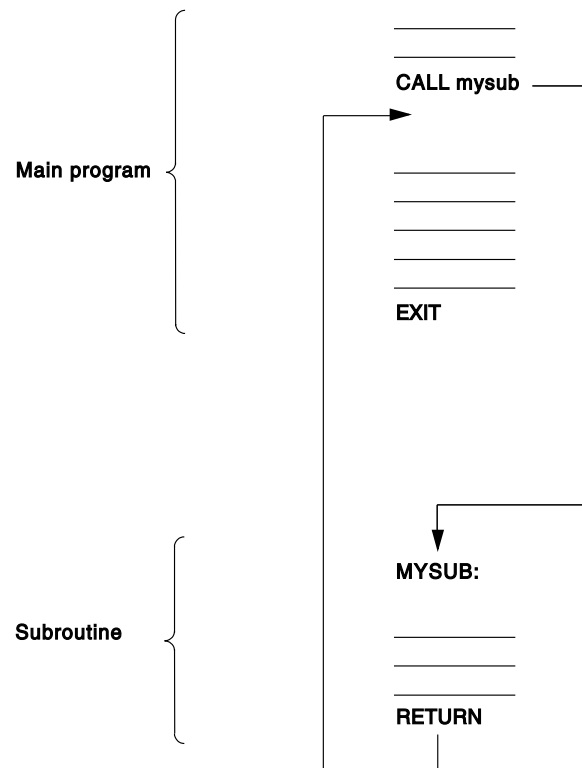 CALL mysub
Main program
EXIT
MYSUB:
Subroutine
RETURN